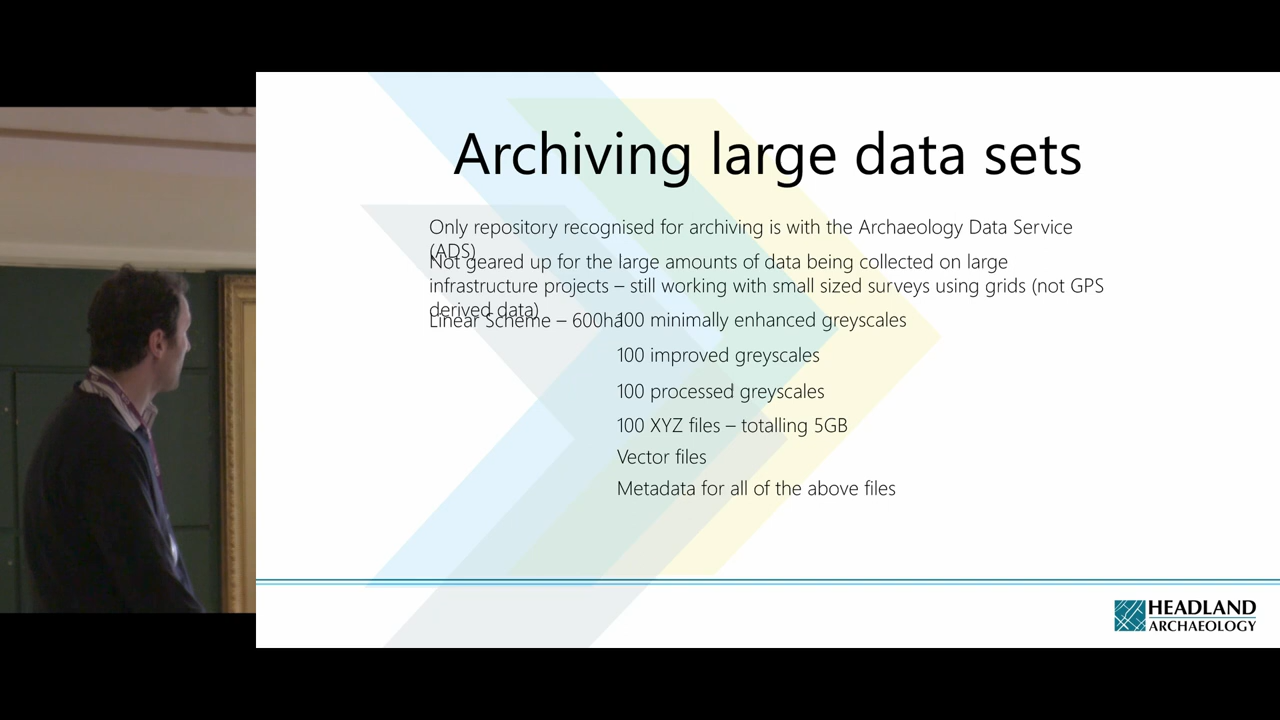 Archiving large data sets
Only repository recognised for archiving is with the Archaeology Data Service
(ADS)
Not geared up for the large amounts of data being collected on large
infrastructure projects – still working with small sized surveys using grids (not GPS
derived data)
Linear Scheme – 600ha
100 minimally enhanced greyscales
100 improved greyscales
100 processed greyscales
100 XYZ files – totalling 5GB
Vector files
Metadata for all of the above files
HEADLAND
ARCHAEOLOGY